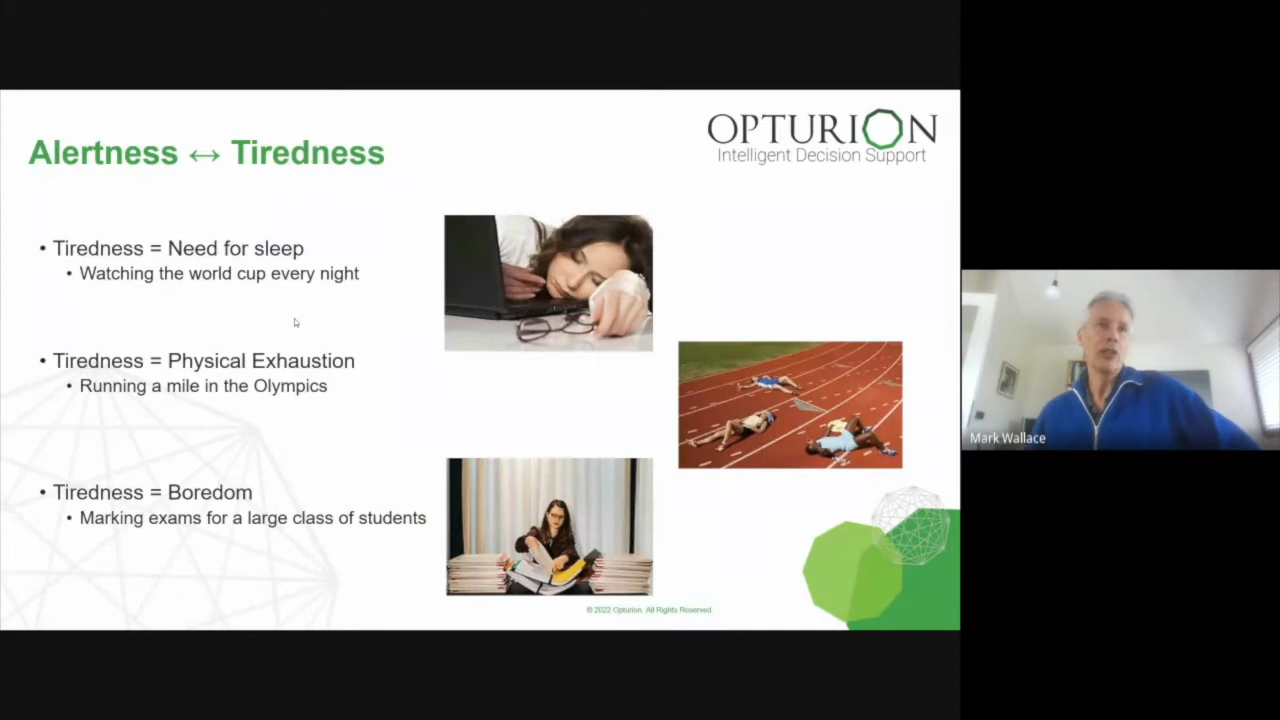 OPTURION
Intelligent Decision Support
Alertness ↔ Tiredness
• Tiredness = Need for sleep
• Watching the world cup every night
• Tiredness = Physical Exhaustion
• Running a mile in the Olympics
• Tiredness = Boredom
• Marking exams for a large class of students
© 2022 Opturion. All Rights Reserved
Mark Wallace